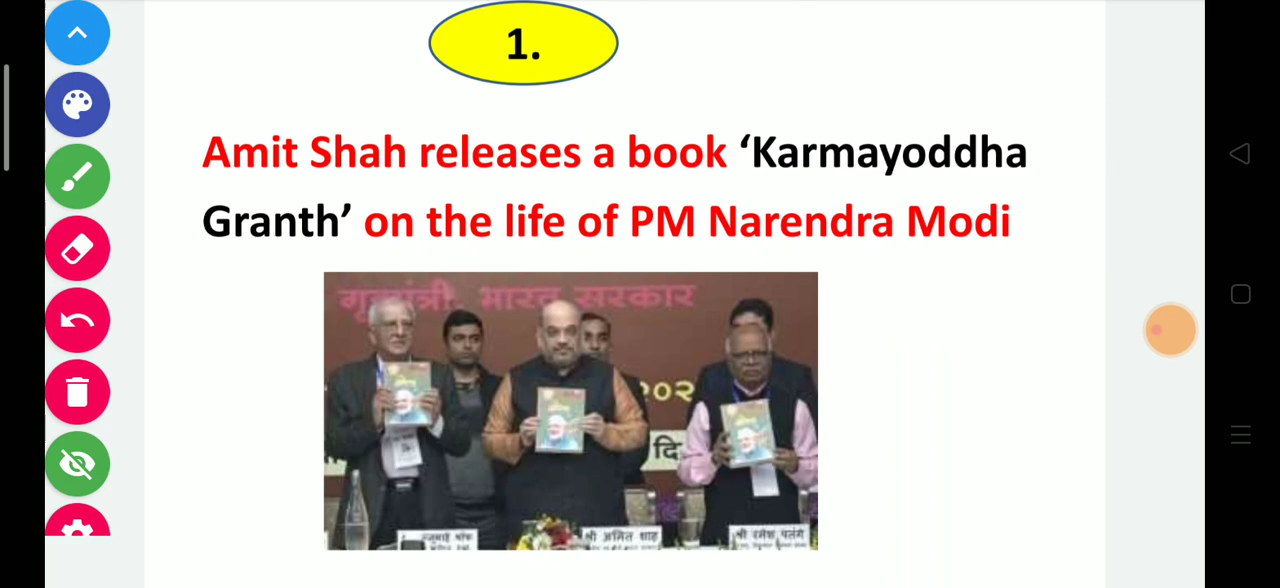 1.
Amit Shah releases a book ‘Karmayoddha
Granth’ on the life of PM Narendra Modi
गृहमंत्री, भारत सरकार
२०२
दि
श्री अमित शाह
श्री रमेश पतंगे